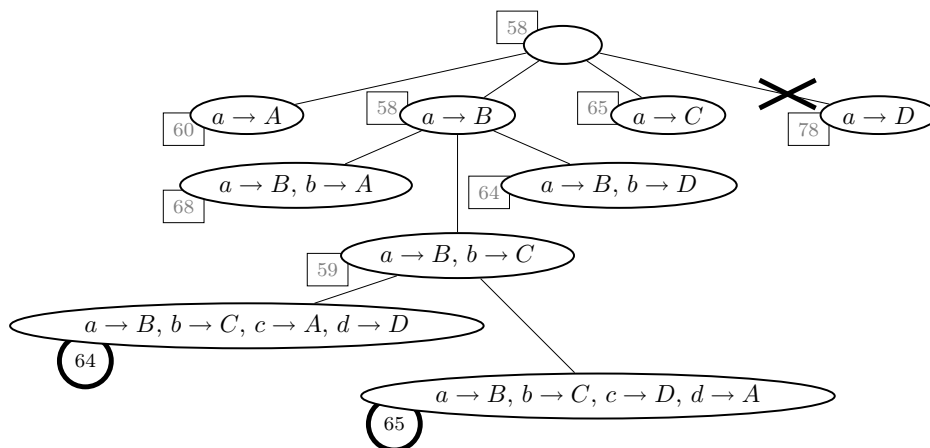 58
60 a → A 58 a → B 65 a → C 78 a → D
68 a → B, b → A 64 a → B, b → D
59 a → B, b → C
a → B, b → C, c → A, d → D
64
a → B, b → C, c → D, d → A
65